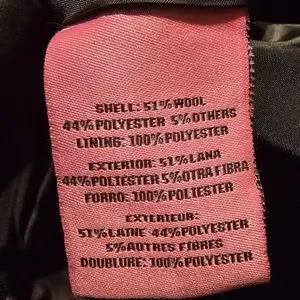 SHELL: 51% WOOL
44% POLYESTER 5% OTHERS
LINING: 100% POLYESTER
EXTERIOR: 51% LANA
44% POLIESTER 5% OTRA FIBRA
FORRO: 100% POLIESTER
EXTERIEUR:
51% LAINE 44% POLYESTER
5% AUTRES FIBRES
DOUBLURE: 100% POLYESTER